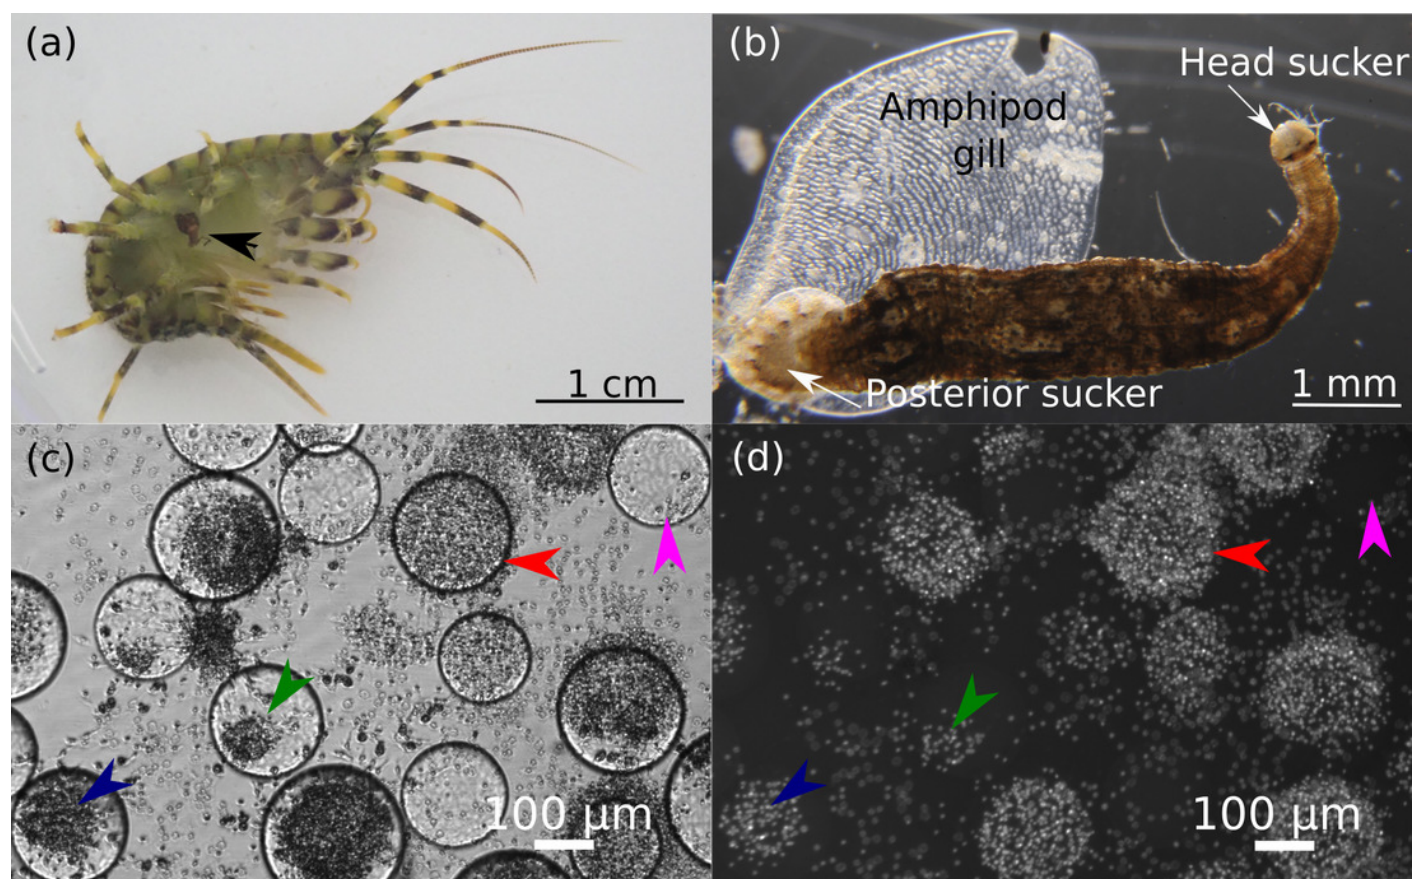 (a)
1 cm
(b)
Head sucker
Amphipod
gill
Posterior sucker
1 mm
(c)
100 μm
(d)
100 μm